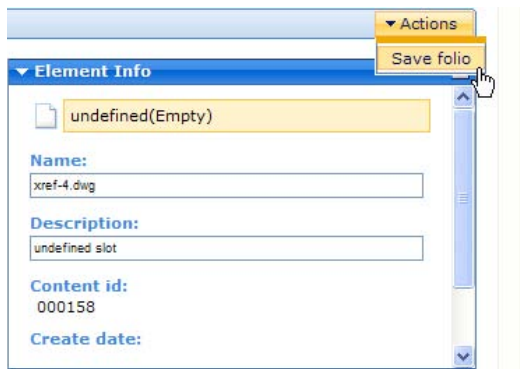 Actions
Save folio
Element Info
undefined(Empty)
Name:
xref-4.dwg
Description:
undefined slot
Content id:
000158
Create date: